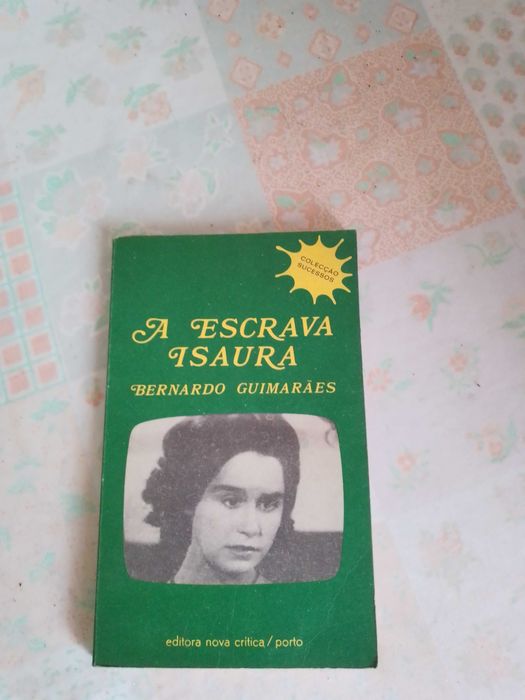 COLECÇÃO
SUCESSOS
A ESCRAVA
ISAURA
BERNARDO GUIMARÃES
editora nova crítica / porto